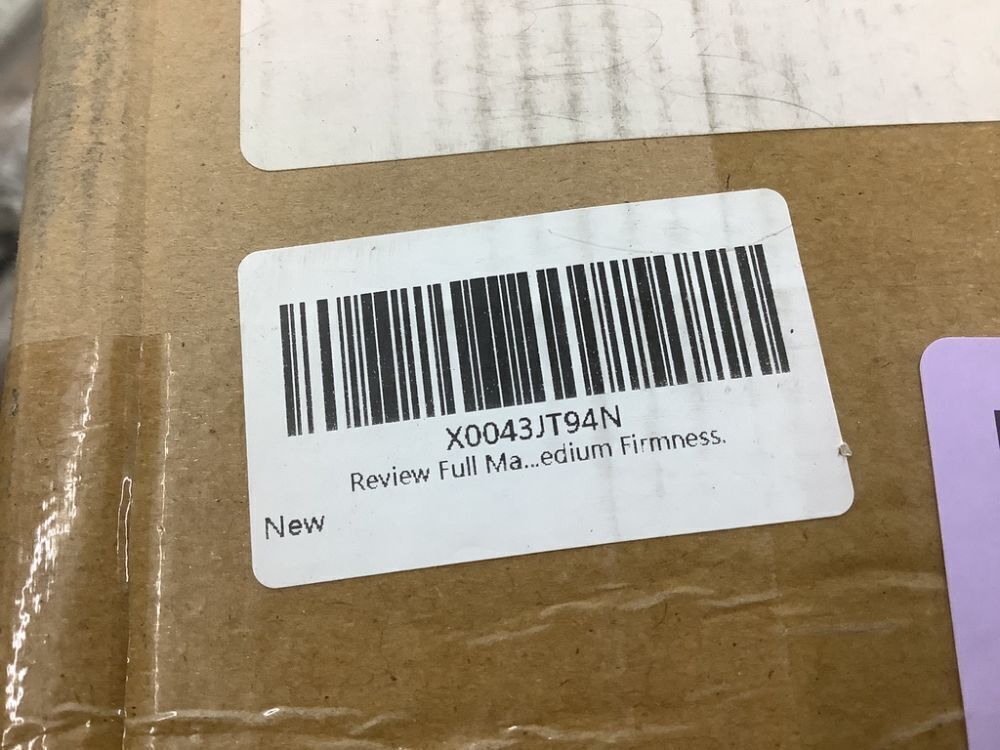 X0043JT94N
Review Full Ma...edium Firmness.
New